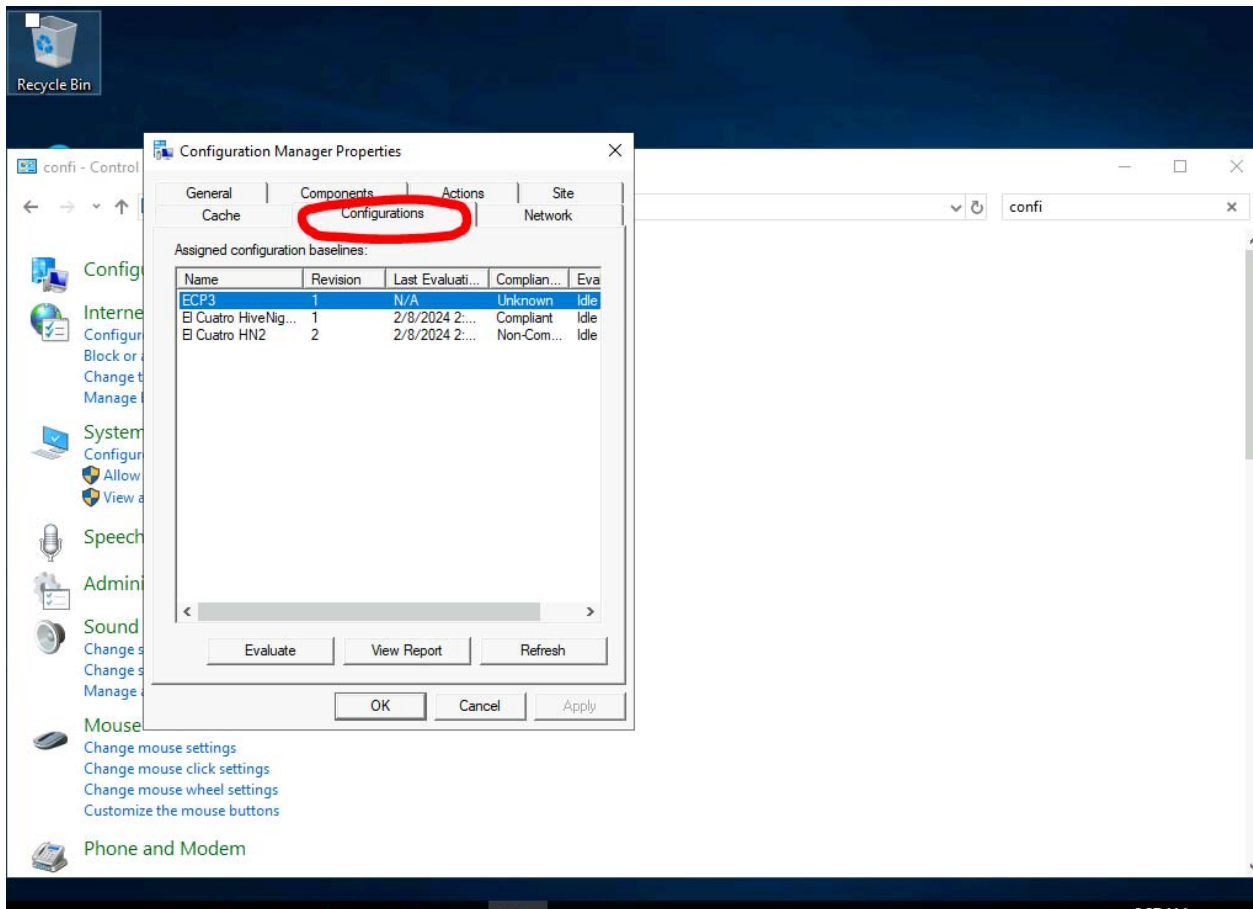 Recycle Bin
confi - Control
Configuration Manager Properties
General Components Actions Site
Cache Configurations Network
confi
Assigned configuration baselines:
Name Revision Last Evaluati... Complian... Eva
ECP3 1 N/A Unknown Idle
El Cuatro HiveNig... 1 2/8/2024 2:... Compliant Idle
El Cuatro HN2 2 2/8/2024 2:... Non-Com... Idle
Evaluate View Report Refresh
OK Cancel Apply
Config
Interne
Configur
Block or a
Change t
Manage
System
Configur
Allow
View a
Speech
Admini
Sound
Change s
Change s
Manage a
Mouse
Change mouse settings
Change mouse click settings
Change mouse wheel settings
Customize the mouse buttons
Phone and Modem